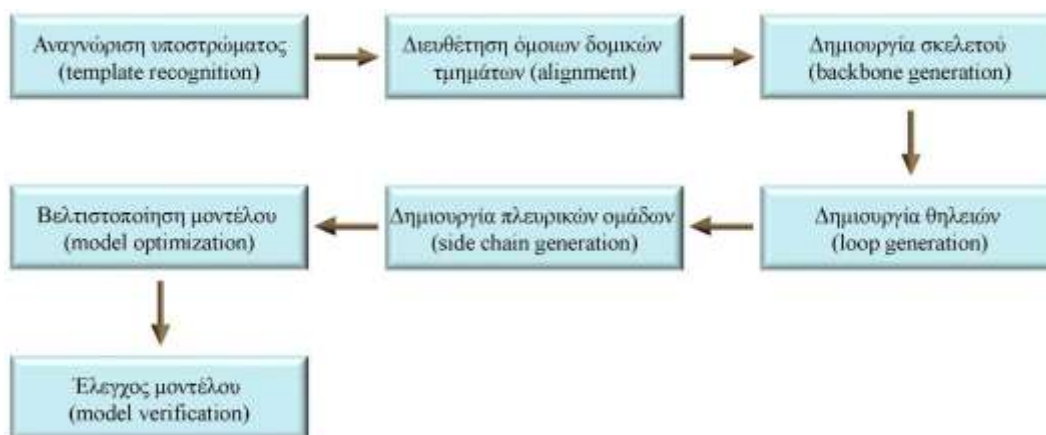 Αναγνώριση υποστρώματος
(template recognition)
Διευθέτηση όμοιων δομικών
τμημάτων (alignment)
Δημιουργία σκελετού
(backbone generation)
Δημιουργία θηλειών
(loop generation)
Δημιουργία πλευρικών ομάδων
(side chain generation)
Βελτιστοποίηση μοντέλου
(model optimization)
Έλεγχος μοντέλου
(model verification)